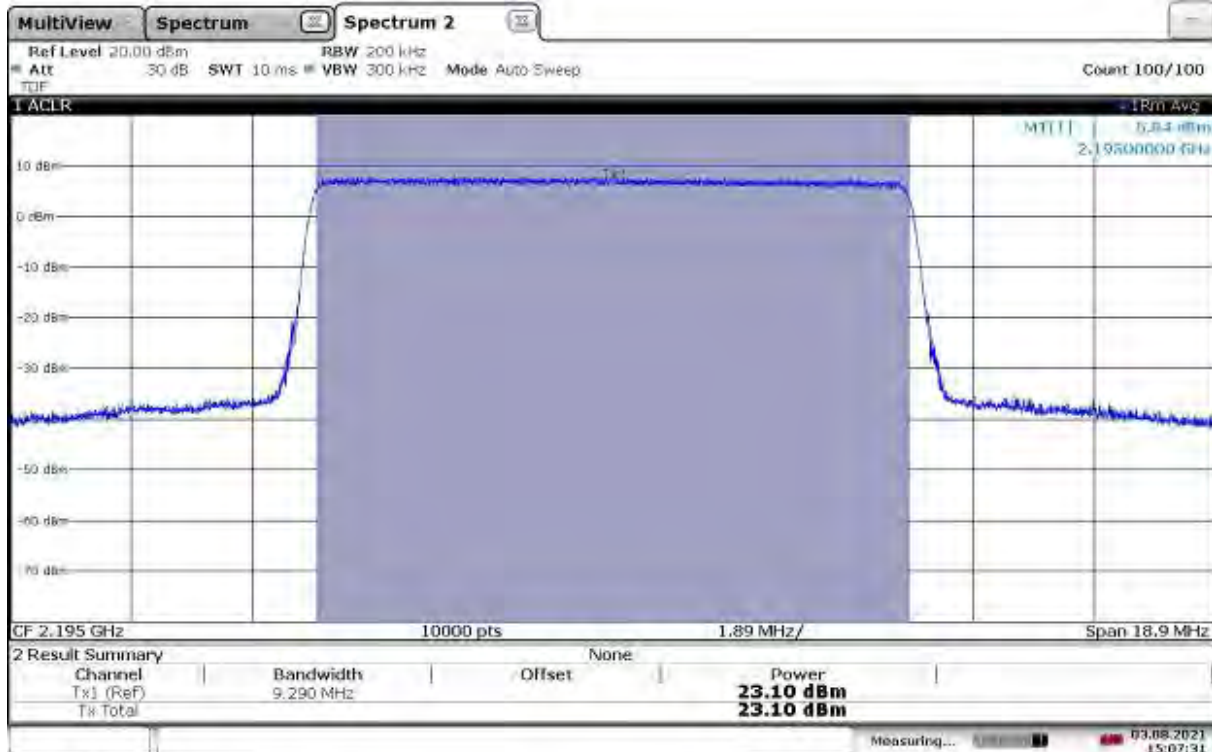 MultiView Spectrum Spectrum 2
Ref Level 20.00 dBm RBW 200 kHz
Att 30 dB SWT 10 ms VBW 300 kHz Mode Auto Sweep Count 100/100
TDF
1 ACLR 1Rm Avg
M1[1]
2.19500000 GHz
10 dBm
Tx1
0 dBm
-10 dBm
-20 dBm
-30 dBm
-50 dBm
-60 dBm
-70 dBm
CF 2.195 GHz 10000 pts 1.89 MHz/ Span 18.9 MHz
2 Result Summary None
Channel Bandwidth Offset Power
Tx1 (Ref) 9.290 MHz 23.10 dBm
Tx Total 23.10 dBm
Measuring... 03.08.2021
15:07:31